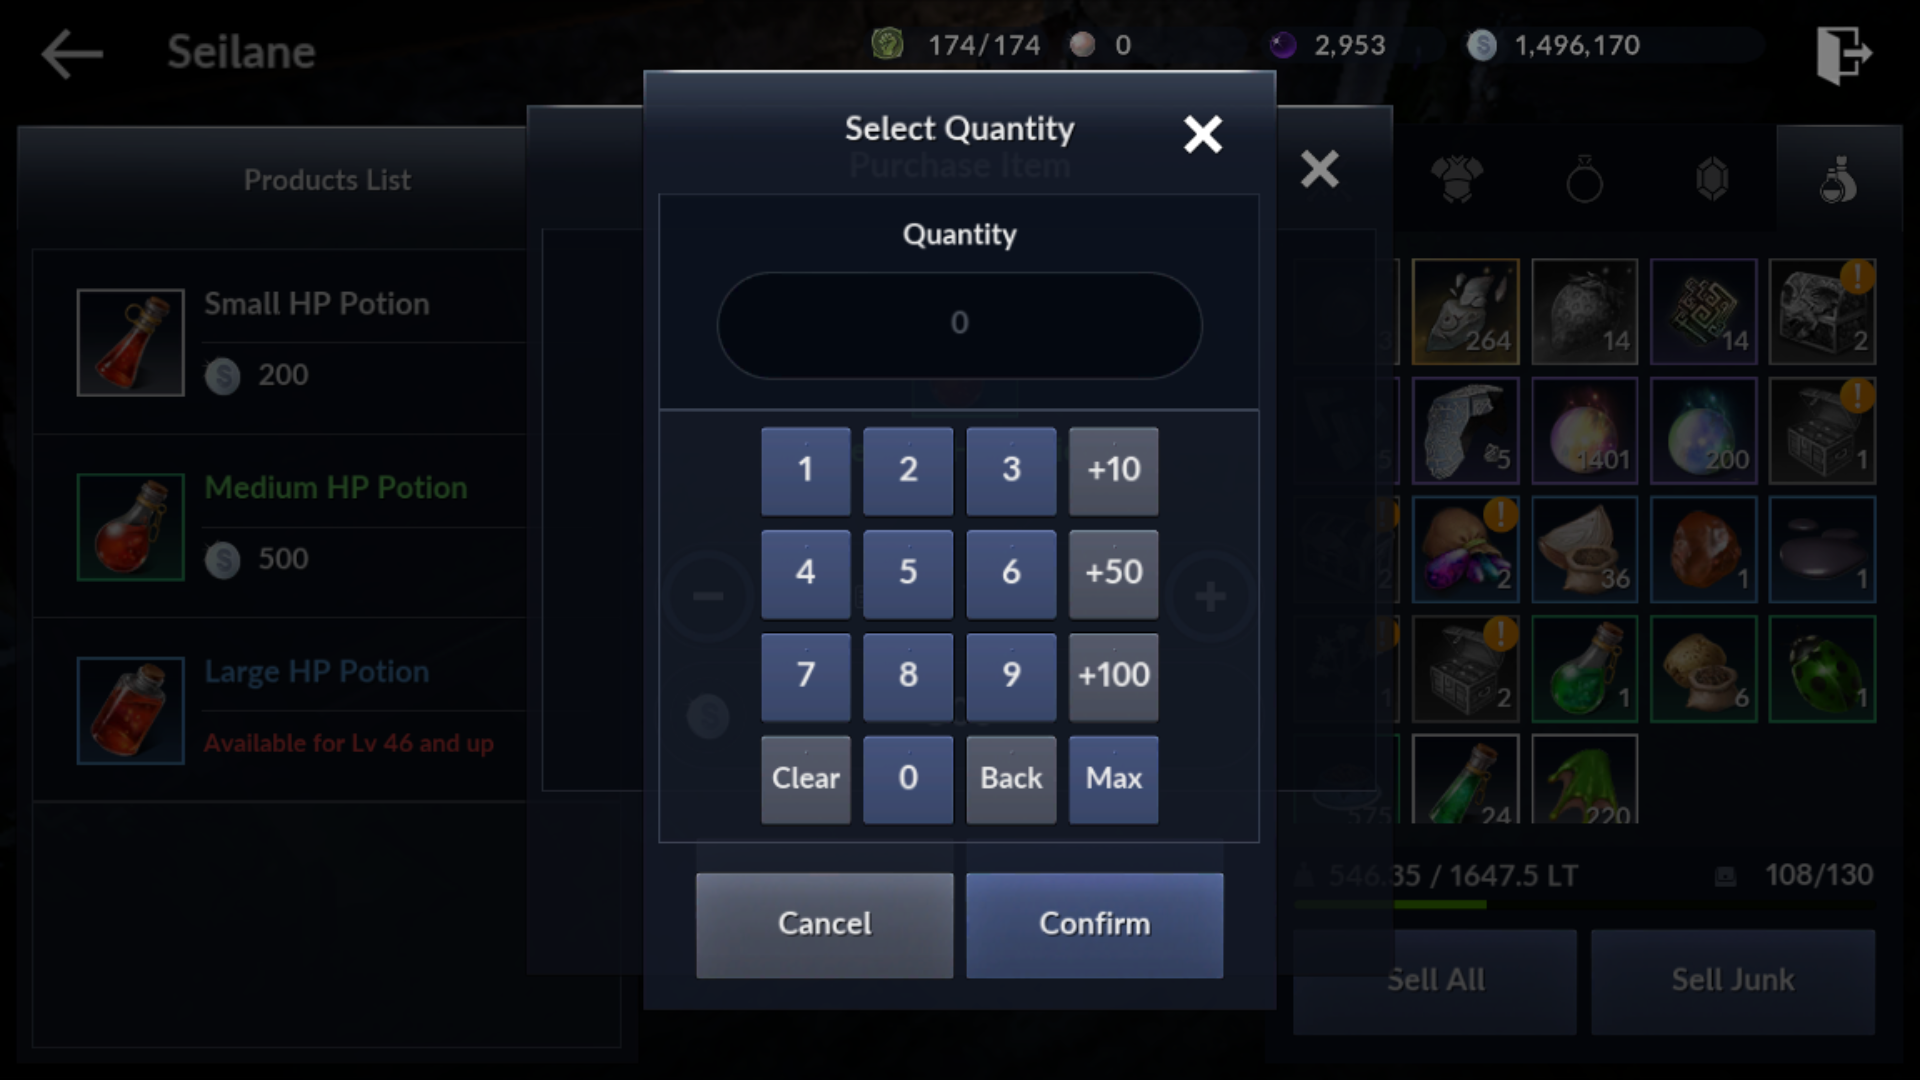 Seilane
174/174
0
2,953
1,496,170
Select Quantity
Purchase Item
Products List
Quantity
0
Small HP Potion
200
Medium HP Potion
500
Large HP Potion
Available for Lv 46 and up
1 2 3 +10
4 5 6 +50
7 8 9 +100
Clear 0 Back Max
Cancel
Confirm
264 14 14 2
5 1401 200 1
2 36 1 1
1 2 1 6 1
575 24 220
546.35 / 1647.5 LT
108/130
Sell All
Sell Junk